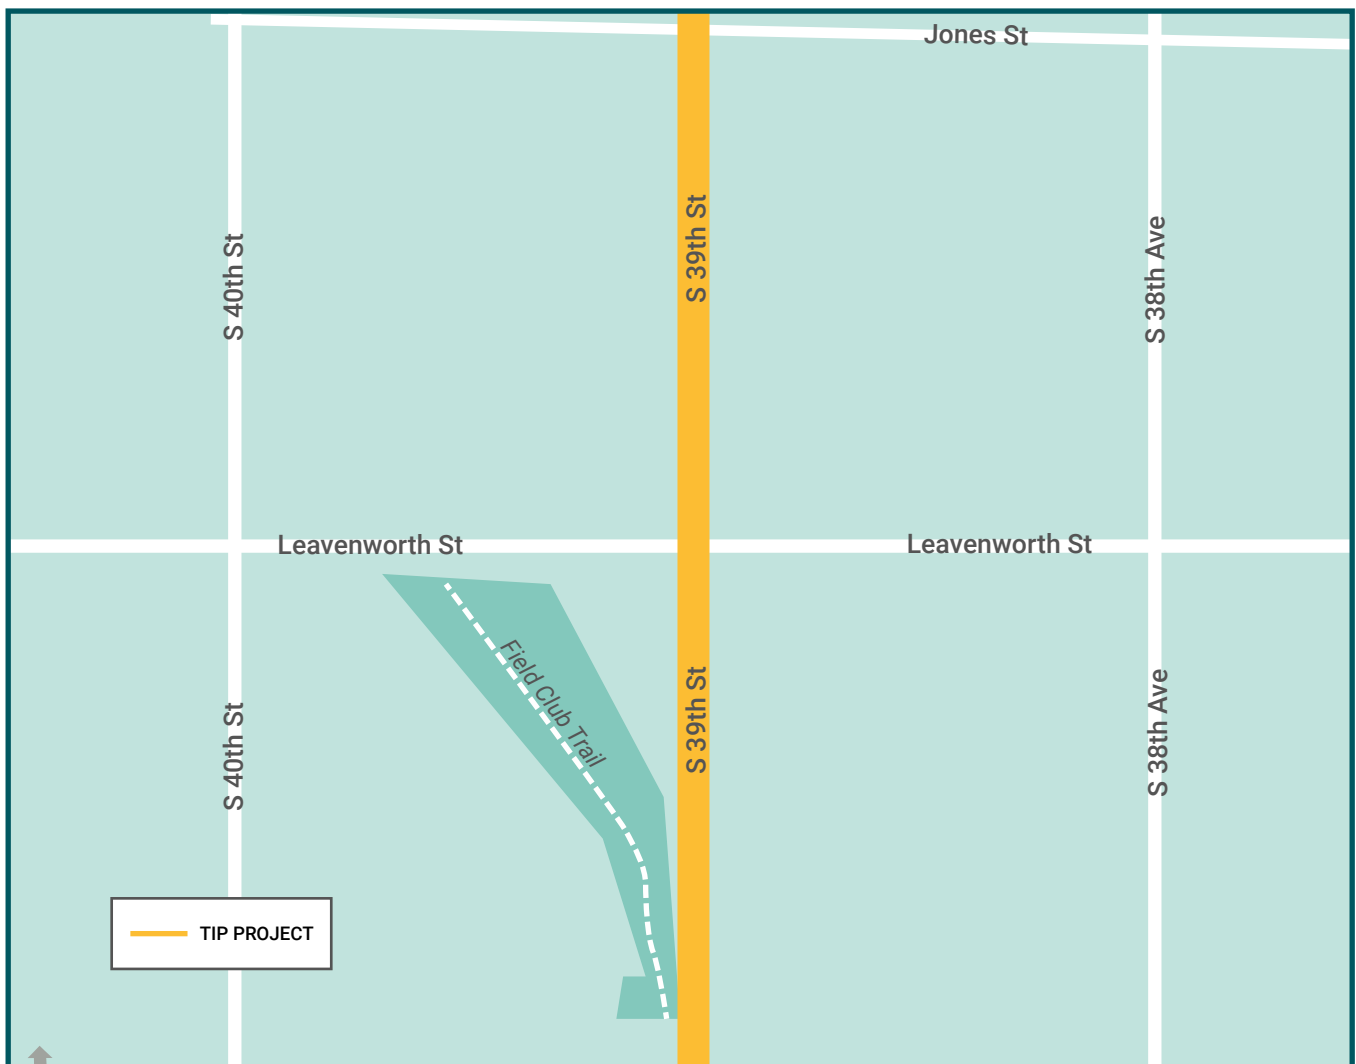 Jones St
S 40th St
S 39th St
S 38th Ave
Leavenworth St
Leavenworth St
Field Club Trail
S 40th St
S 39th St
S 38th Ave
TIP PROJECT